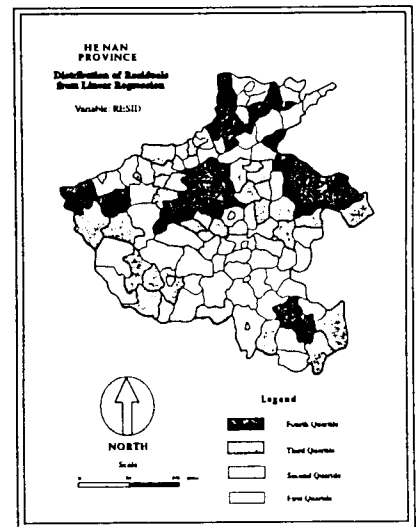 HENAN
PROVINCE
Distribution of Residuals
from Linear Regression
Variable: RESID
NORTH
Scale
0
Legend
Fourth Quartile
Third Quartile
Second Quartile
First Quartile